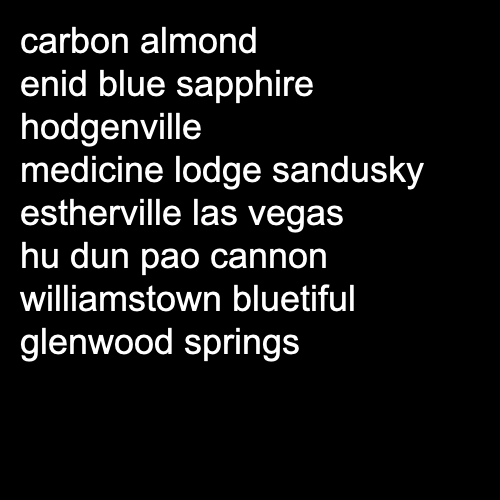 carbon almond
enid blue sapphire
hodgenville
medicine lodge sandusky
estherville las vegas
hu dun pao cannon
williamstown bluetiful
glenwood springs